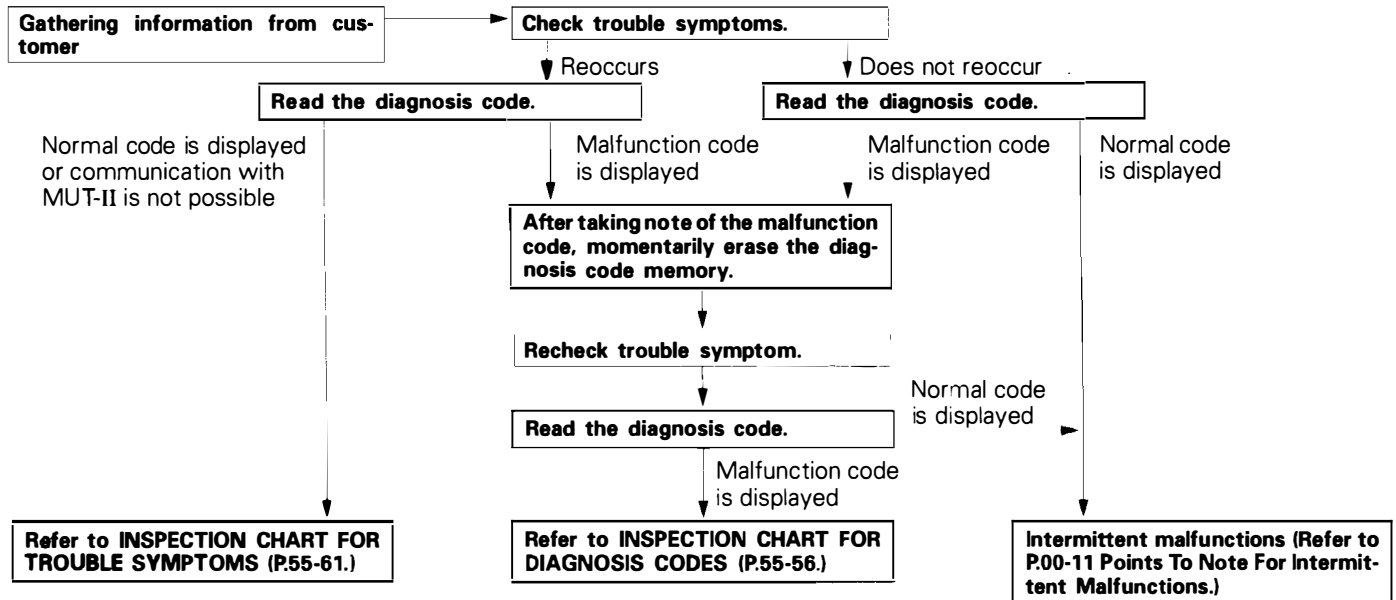 Gathering information from cus-
tomer
Check trouble symptoms.
Reoccurs
Does not reoccur
Read the diagnosis code.
Read the diagnosis code.
Normal code is displayed
or communication with
MUT-II is not possible
Malfunction code
is displayed
Malfunction code
is displayed
Normal code
is displayed
After taking note of the malfunction
code, momentarily erase the diag-
nosis code memory.
Recheck trouble symptom.
Normal code
is displayed
Read the diagnosis code.
Malfunction code
is displayed
Refer to INSPECTION CHART FOR
TROUBLE SYMPTOMS (P.55-61.)
Refer to INSPECTION CHART FOR
DIAGNOSIS CODES (P.55-56.)
Intermittent malfunctions (Refer to
P.00-11 Points To Note For Intermit-
tent Malfunctions.)